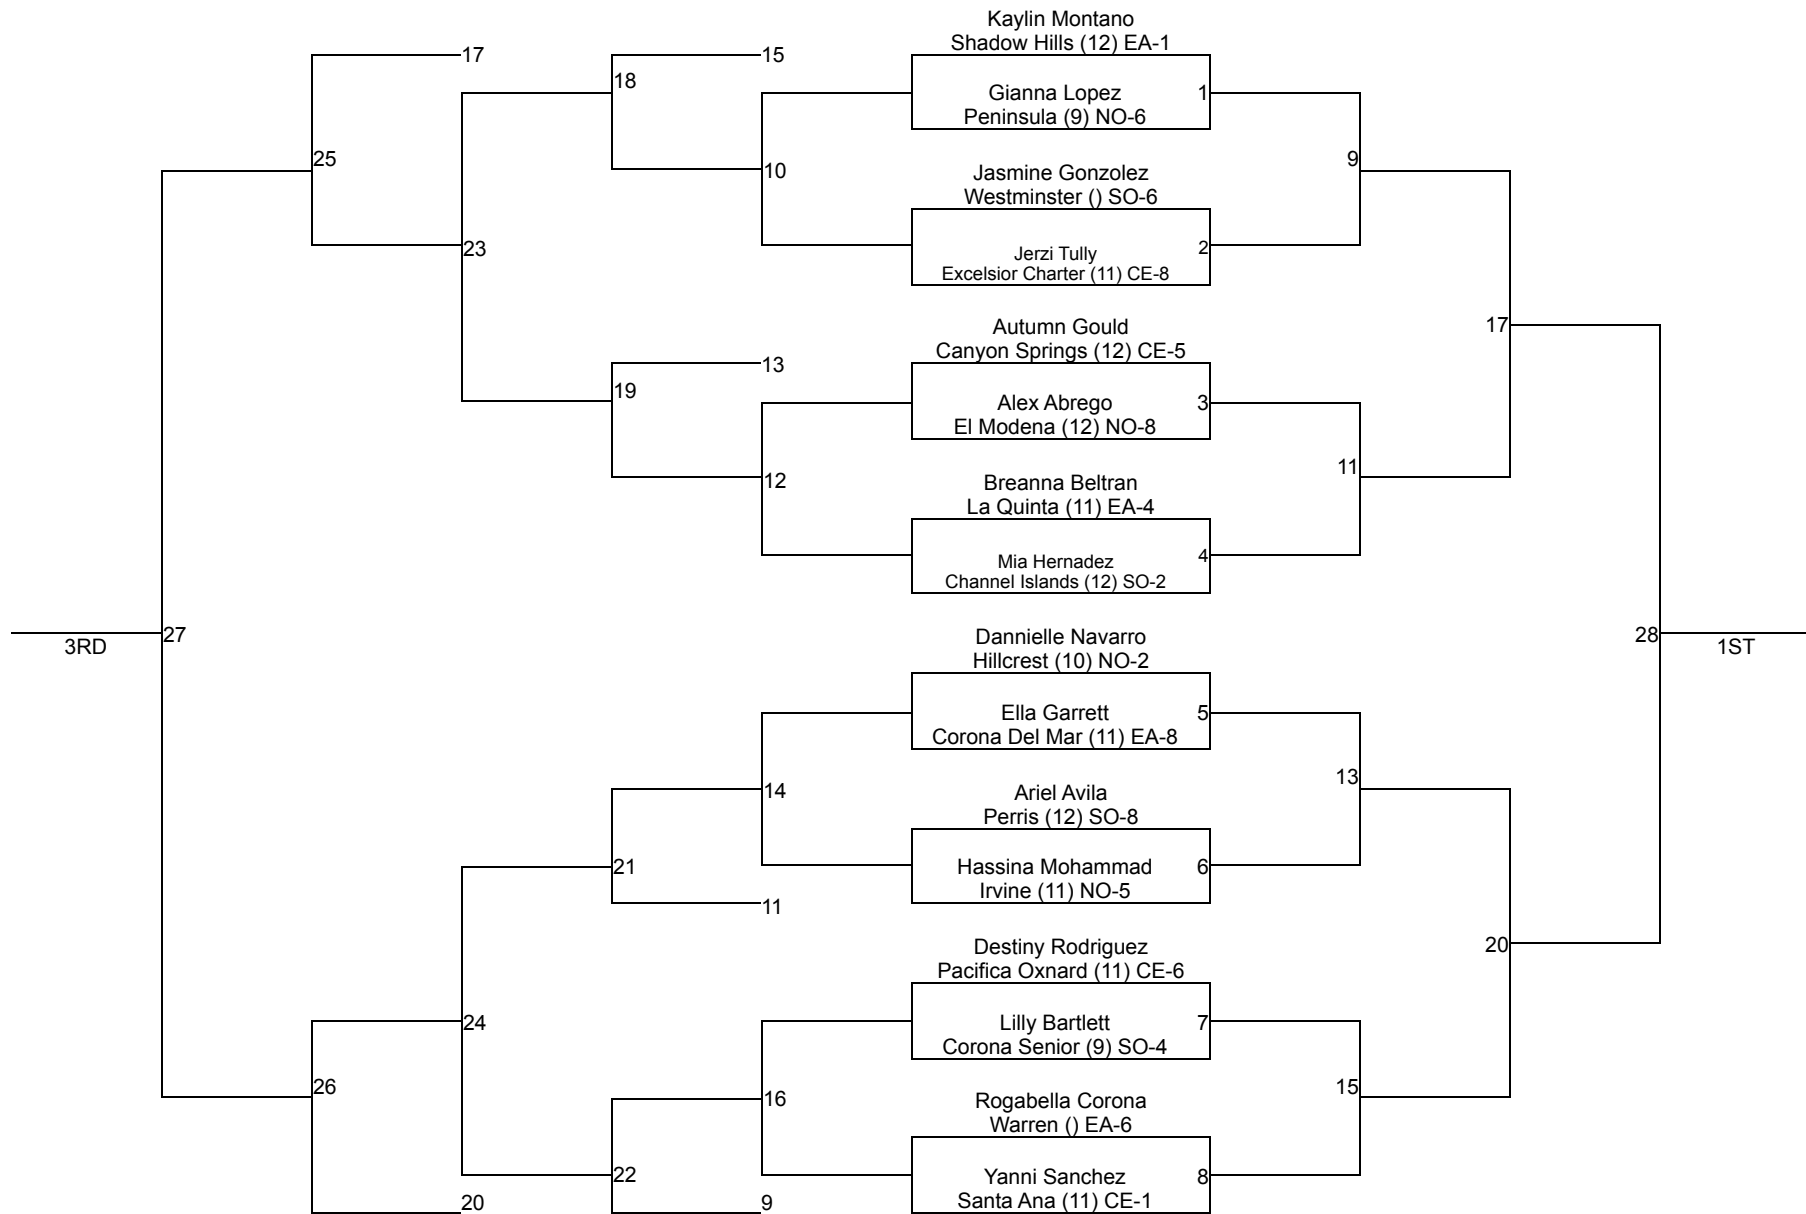 Kaylin Montano
Shadow Hills (12) EA-1
17
15
18
Gianna Lopez
1
Peninsula (9) NO-6
25
9
10
Jasmine Gonzolez
Westminster () SO-6
23
2
Jerzi Tully
Excelsior Charter (11) CE-8
Autumn Gould
17
Canyon Springs (12) CE-5
13
19
Alex Abrego
3
El Modena (12) NO-8
11
12
Breanna Beltran
La Quinta (11) EA-4
Mia Hernadez
4
Channel Islands (12) SO-2
27
3RD
Dannielle Navarro
28
1ST
Hillcrest (10) NO-2
Ella Garrett
5
Corona Del Mar (11) EA-8
13
14
Ariel Avila
Perris (12) SO-8
21
Hassina Mohammad
6
Irvine (11) NO-5
11
Destiny Rodriguez
20
Pacifica Oxnard (11) CE-6
24
Lilly Bartlett
7
Corona Senior (9) SO-4
26
15
16
Rogabella Corona
Warren () EA-6
22
Yanni Sanchez
8
Santa Ana (11) CE-1
20
9